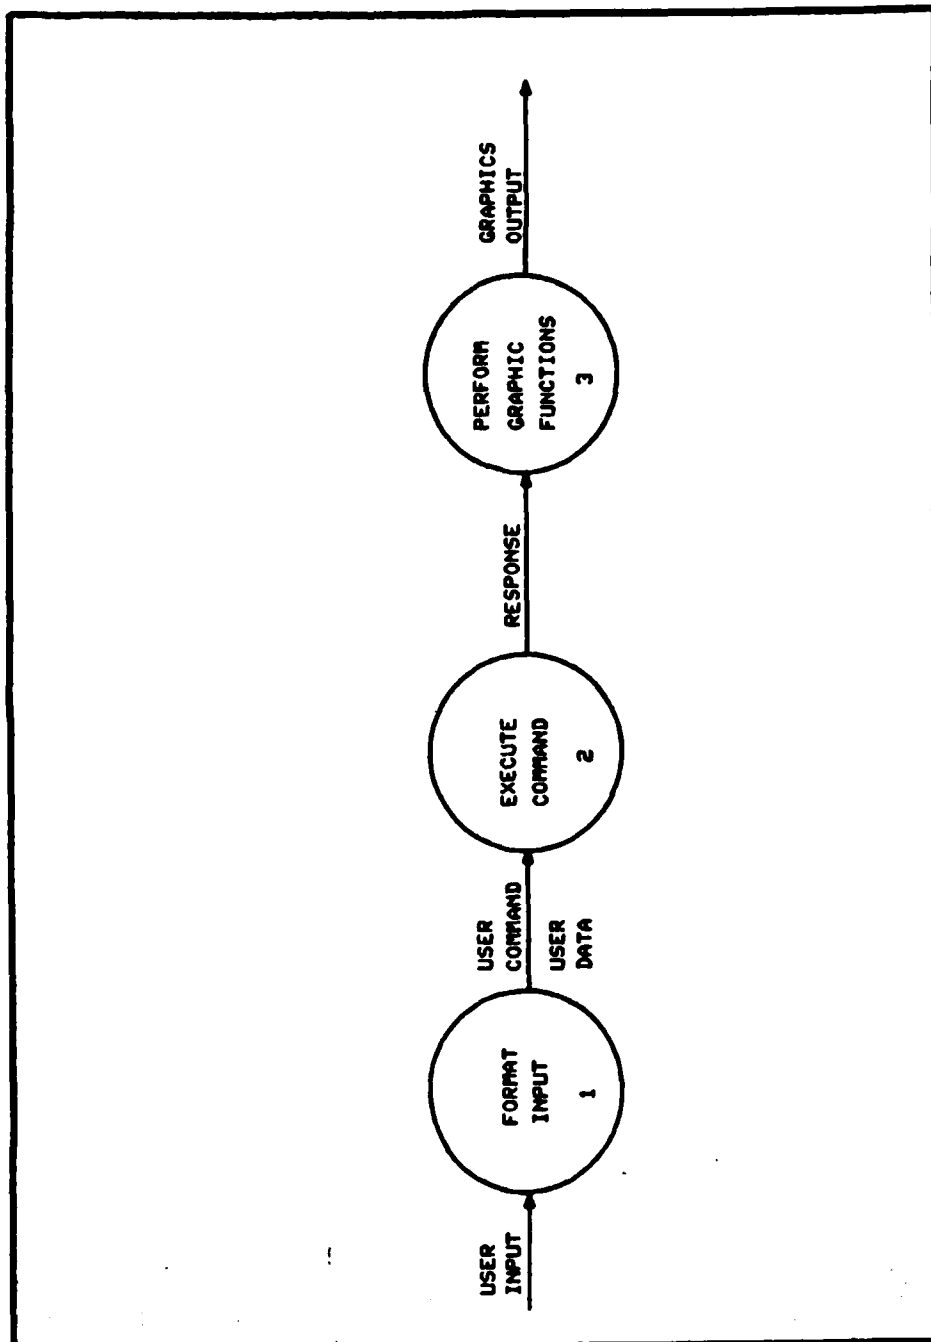 USER
INPUT
FORMAT
INPUT
1
USER
COMMAND
USER
DATA
EXECUTE
COMMAND
2
RESPONSE
PERFORM
GRAPHIC
FUNCTIONS
3
GRAPHICS
OUTPUT